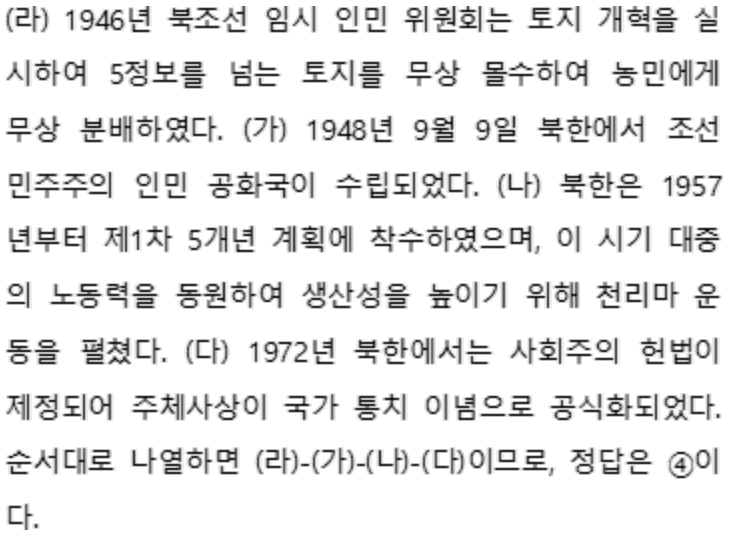 (라) 1946년 북조선 임시 인민 위원회는 토지 개혁을 실
시하여 5정보를 넘는 토지를 무상 몰수하여 농민에게
무상 분배하였다. (가) 1948년 9월 9일 북한에서 조선
민주주의 인민 공화국이 수립되었다. (나) 북한은 1957
년부터 제1차 5개년 계획에 착수하였으며, 이 시기 대중
의 노동력을 동원하여 생산성을 높이기 위해 천리마 운
동을 펼쳤다. (다) 1972년 북한에서는 사회주의 헌법이
제정되어 주체사상이 국가 통치 이념으로 공식화되었다.
순서대로 나열하면 (라)-(가)-(나)-(다)이므로, 정답은 ④이
다.